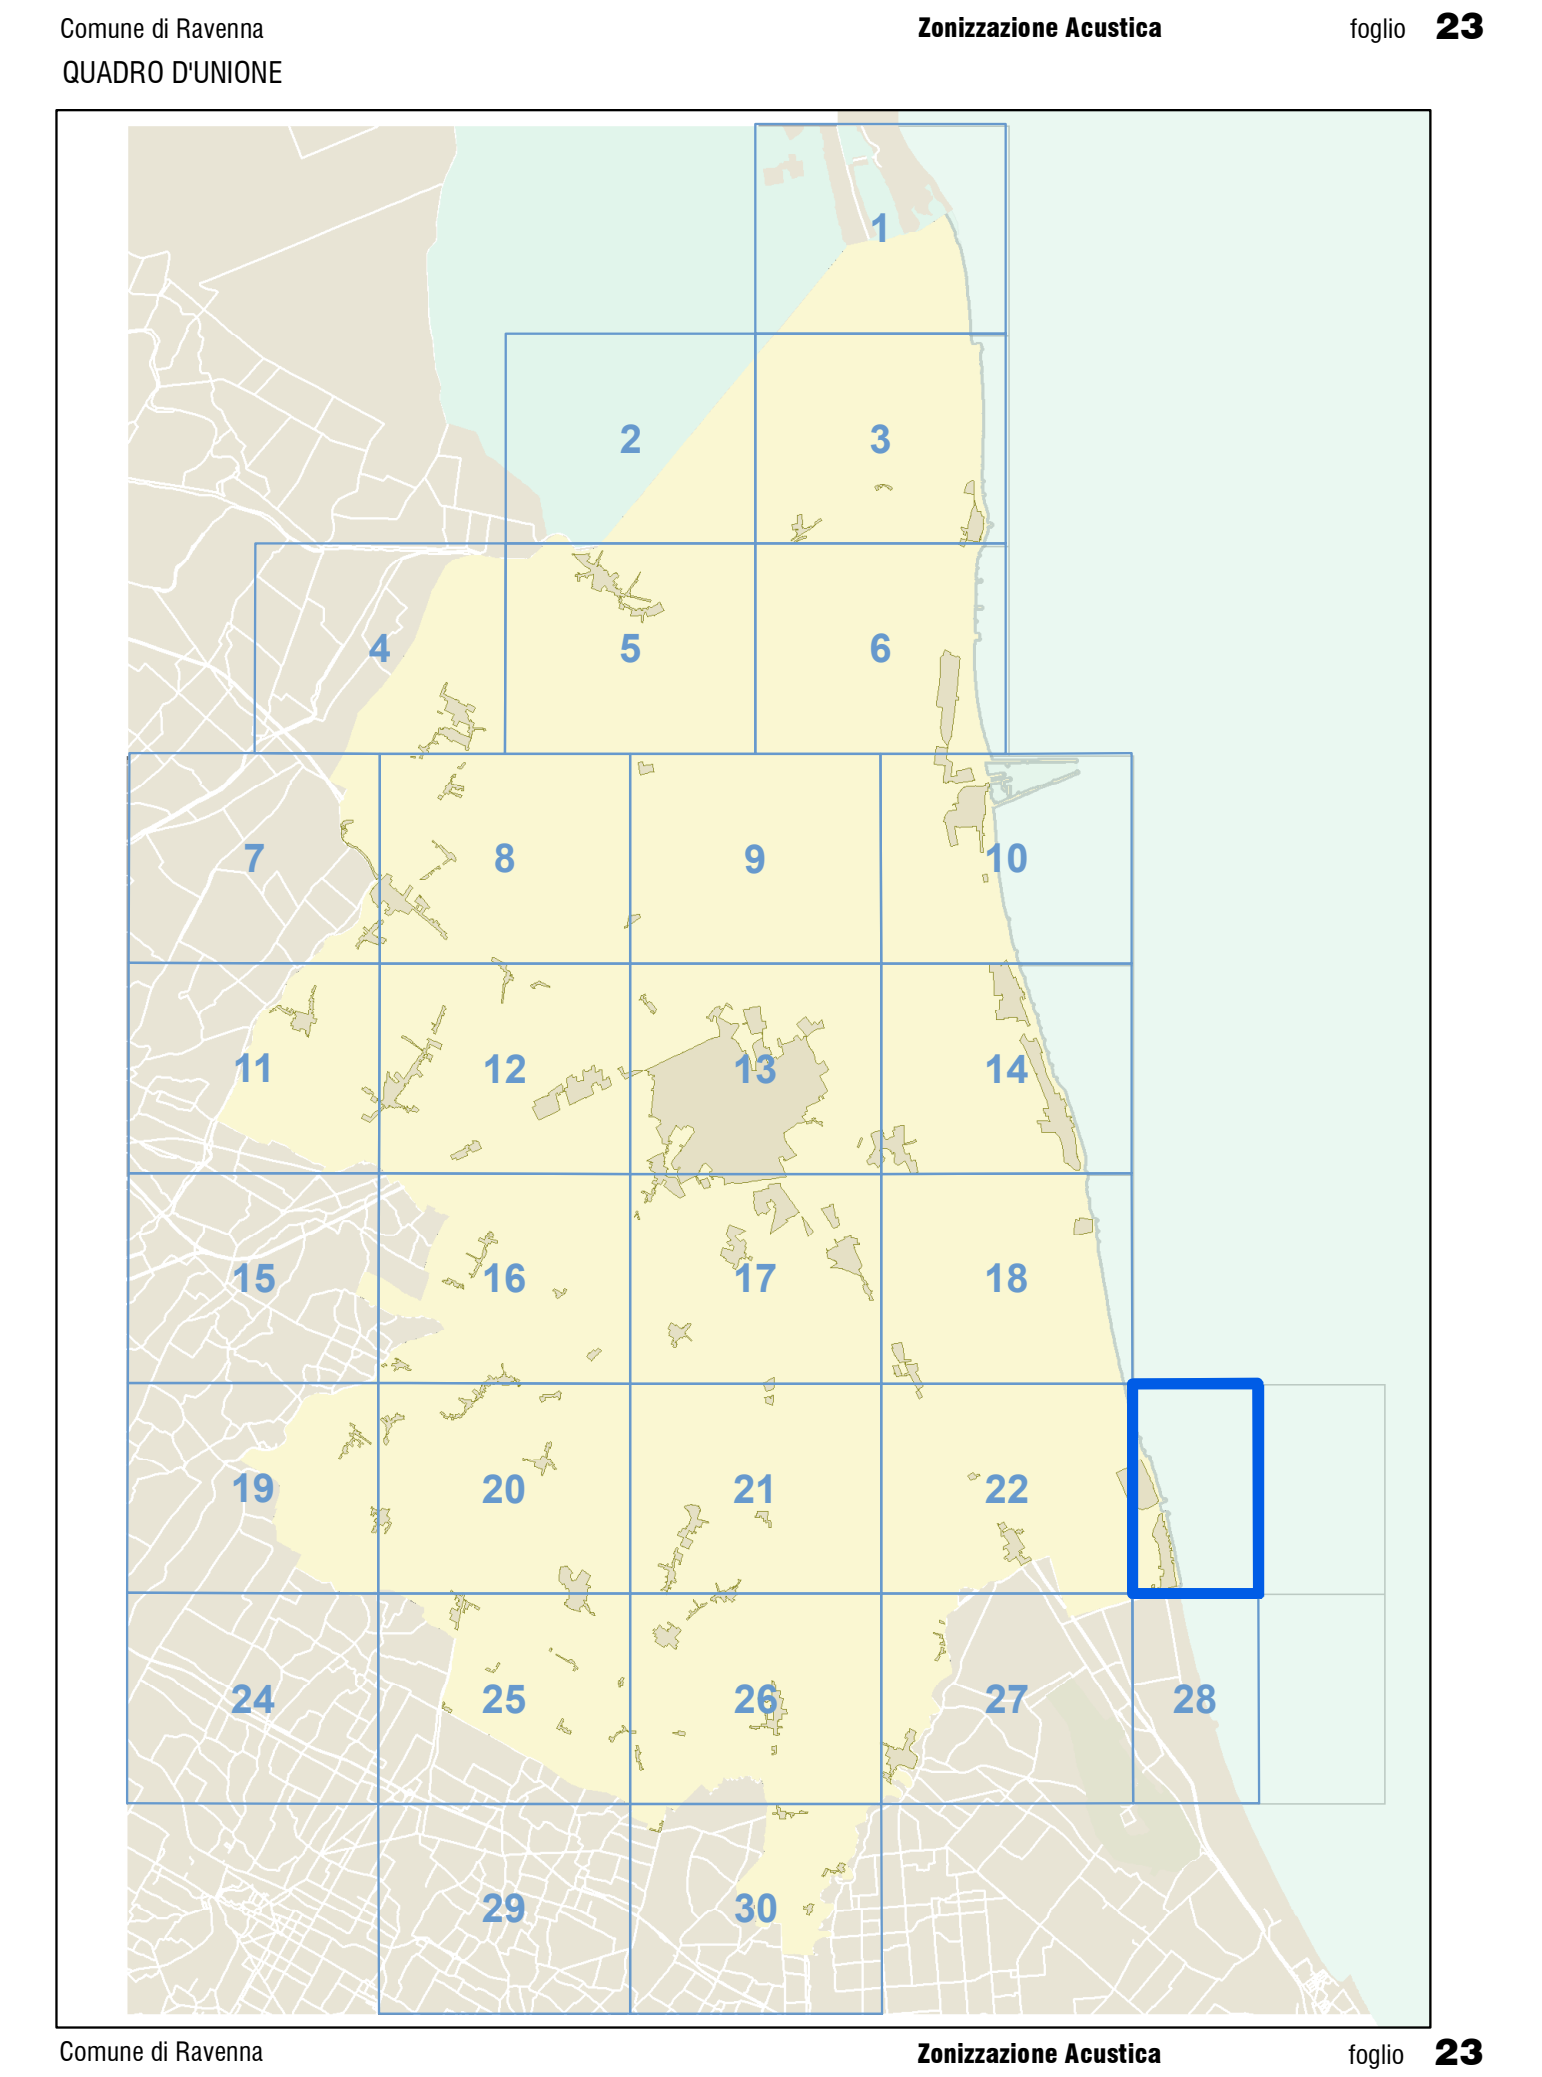 Comune di Ravenna Zonizzazione Acustica foglio 23
QUADRO D'UNIONE
1
2 3
4 5 6
7 8 9 10
11 12 13 14
15 16 17 18
19 20 21 22
24 25 26 27 28
29 30
Comune di Ravenna Zonizzazione Acustica foglio 23